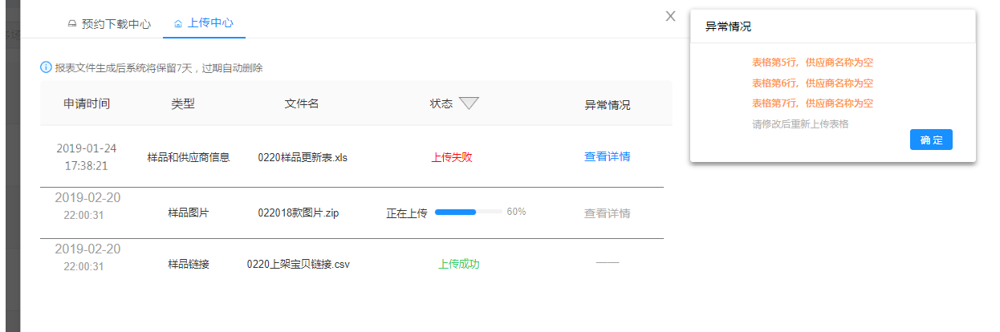 预约下载中心
上传中心
X
异常情况
表格第5行，供应商名称为空
表格第6行，供应商名称为空
表格第7行，供应商名称为空
请修改后重新上传表格
确 定
报表文件生成后系统将保留7天，过期自动删除
申请时间 类型 文件名 状态 异常情况
2019-01-24
17:38:21
样品和供应商信息 0220样品更新表.xls 上传失败 查看详情
2019-02-20
22:00:31
样品图片 022018款图片.zip 正在上传 60% 查看详情
2019-02-20
22:00:31
样品链接 0220上架宝贝链接.csv 上传成功 ——